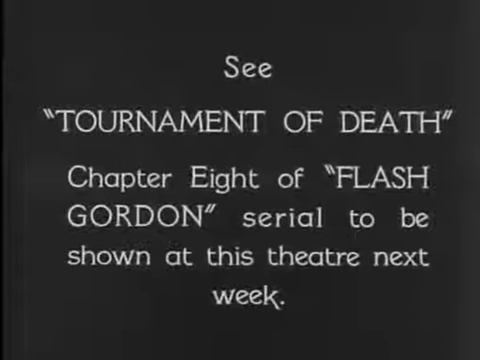 See
"TOURNAMENT OF DEATH"
Chapter Eight of "FLASH
GORDON" serial to be
shown at this theatre next
week.